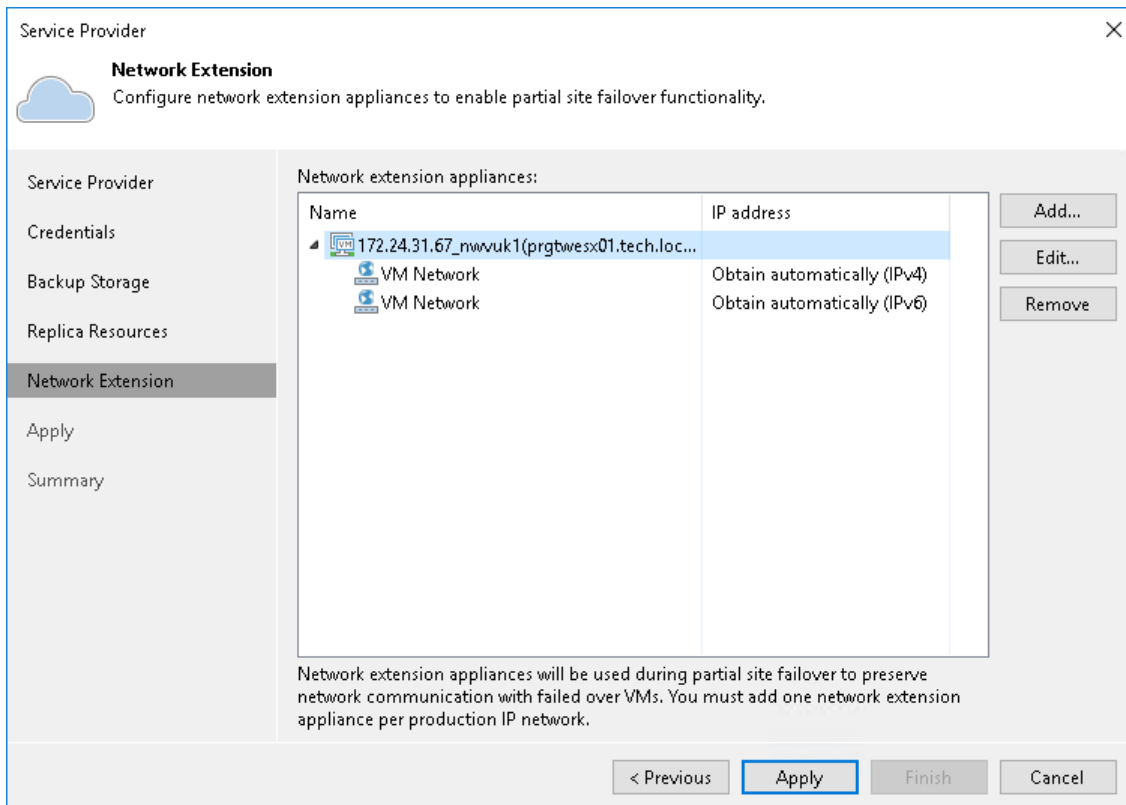 Service Provider
Network Extension
Configure network extension appliances to enable partial site failover functionality.
Service Provider
Credentials
Backup Storage
Replica Resources
Network Extension
Apply
Summary
Network extension appliances:
Name IP address
172.24.31.67_nwvuk1(prgtwesx01.tech.loc...
VM Network Obtain automatically (IPv4)
VM Network Obtain automatically (IPv6)
Add...
Edit...
Remove
Network extension appliances will be used during partial site failover to preserve
network communication with failed over VMs. You must add one network extension
appliance per production IP network.
< Previous Apply Finish Cancel